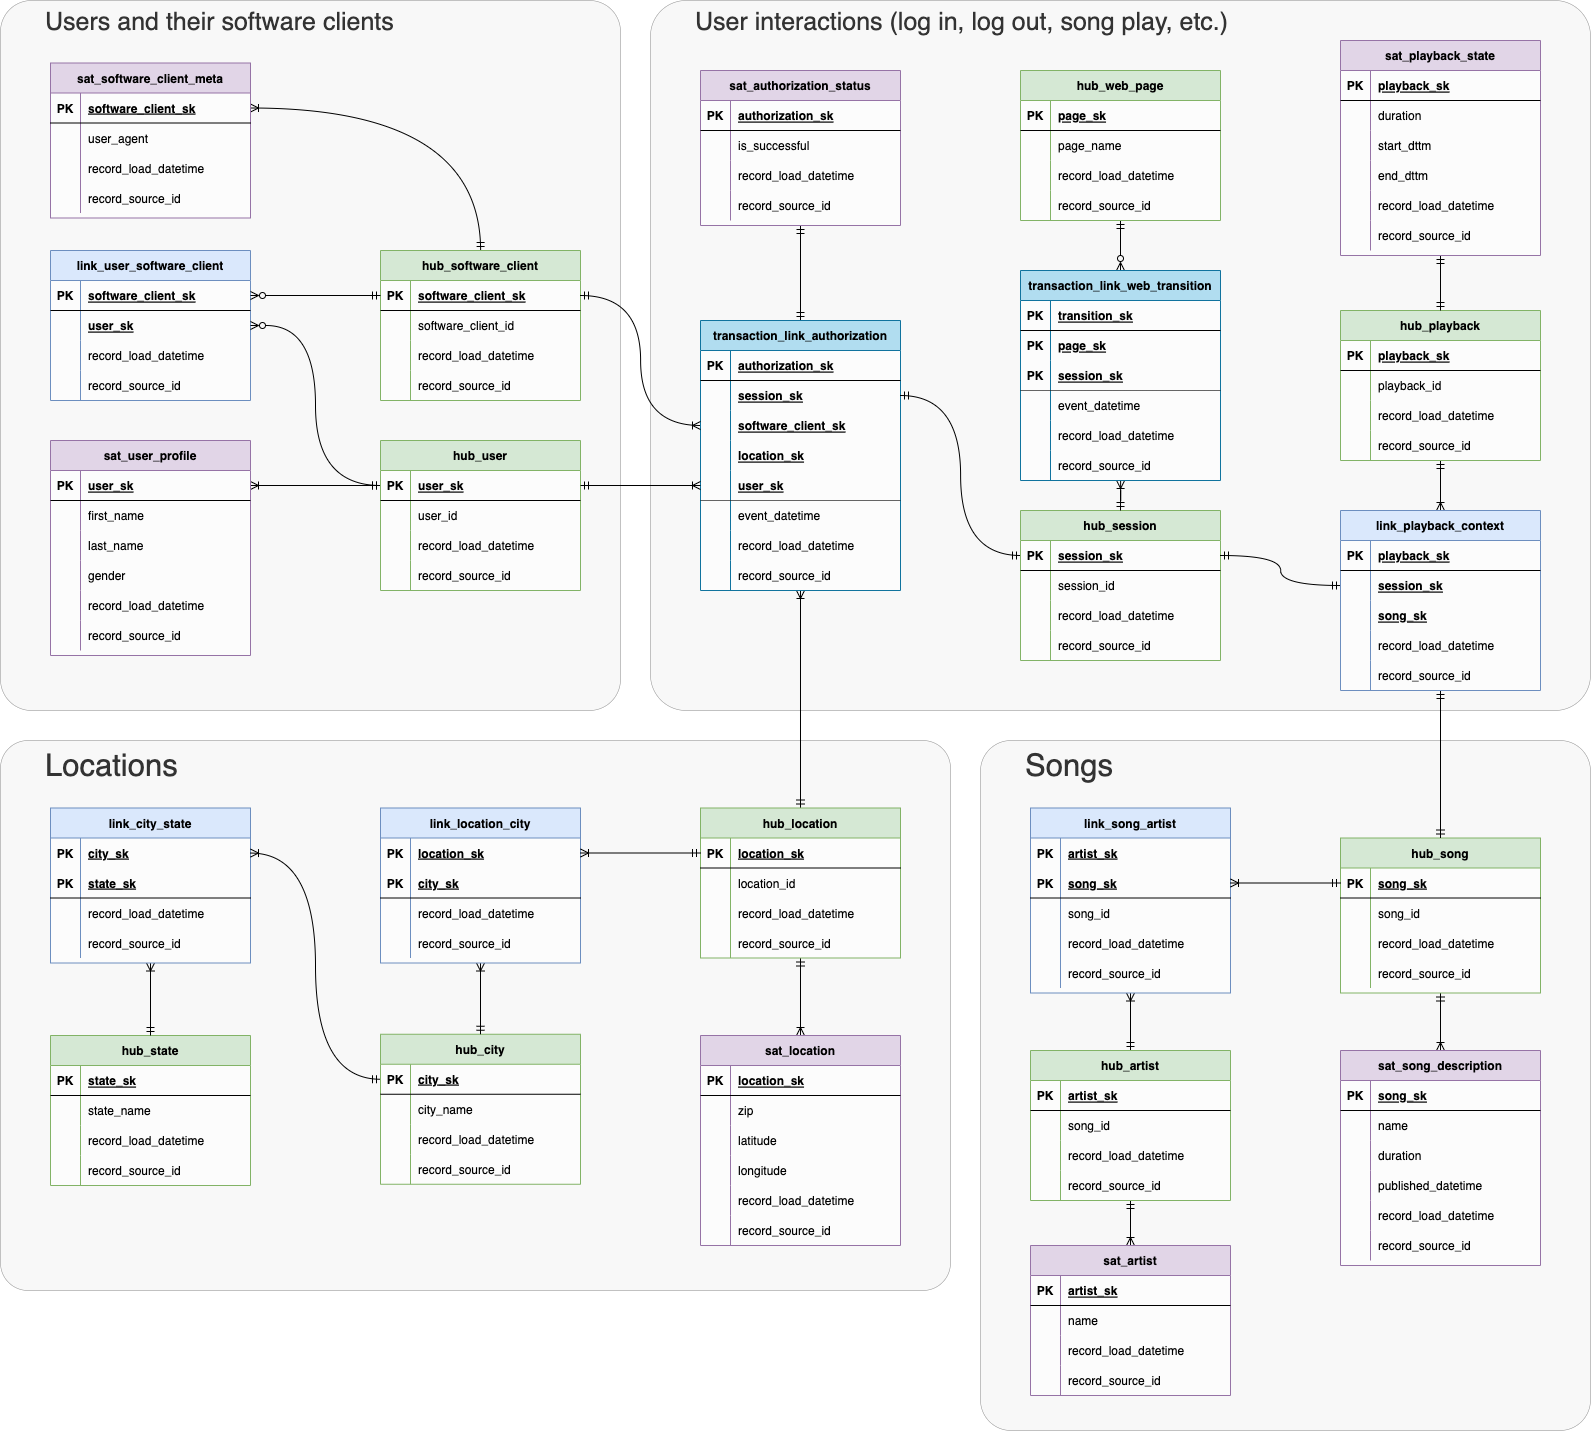 Users and their software clients
sat_software_client_meta
PK software_client_sk
user_agent
record_load_datetime
record_source_id
link_user_software_client
PK software_client_sk
user_sk
record_load_datetime
record_source_id
hub_software_client
PK software_client_sk
software_client_id
record_load_datetime
record_source_id
sat_user_profile
PK user_sk
first_name
last_name
gender
record_load_datetime
record_source_id
hub_user
PK user_sk
user_id
record_load_datetime
record_source_id
User interactions (log in, log out, song play, etc.)
sat_authorization_status
PK authorization_sk
is_successful
record_load_datetime
record_source_id
transaction_link_authorization
PK authorization_sk
session_sk
software_client_sk
location_sk
user_sk
event_datetime
record_load_datetime
record_source_id
hub_web_page
PK page_sk
page_name
record_load_datetime
record_source_id
transaction_link_web_transition
PK transition_sk
PK page_sk
PK session_sk
event_datetime
record_load_datetime
record_source_id
hub_session
PK session_sk
session_id
record_load_datetime
record_source_id
sat_playback_state
PK playback_sk
duration
start_dttm
end_dttm
record_load_datetime
record_source_id
hub_playback
PK playback_sk
playback_id
record_load_datetime
record_source_id
link_playback_context
PK playback_sk
session_sk
song_sk
record_load_datetime
record_source_id
Locations
link_city_state
PK city_sk
PK state_sk
record_load_datetime
record_source_id
link_location_city
PK location_sk
PK city_sk
record_load_datetime
record_source_id
hub_location
PK location_sk
location_id
record_load_datetime
record_source_id
hub_state
PK state_sk
state_name
record_load_datetime
record_source_id
hub_city
PK city_sk
city_name
record_load_datetime
record_source_id
sat_location
PK location_sk
zip
latitude
longitude
record_load_datetime
record_source_id
Songs
link_song_artist
PK artist_sk
PK song_sk
song_id
record_load_datetime
record_source_id
hub_song
PK song_sk
song_id
record_load_datetime
record_source_id
hub_artist
PK artist_sk
song_id
record_load_datetime
record_source_id
sat_song_description
PK song_sk
name
duration
published_datetime
record_load_datetime
record_source_id
sat_artist
PK artist_sk
name
record_load_datetime
record_source_id